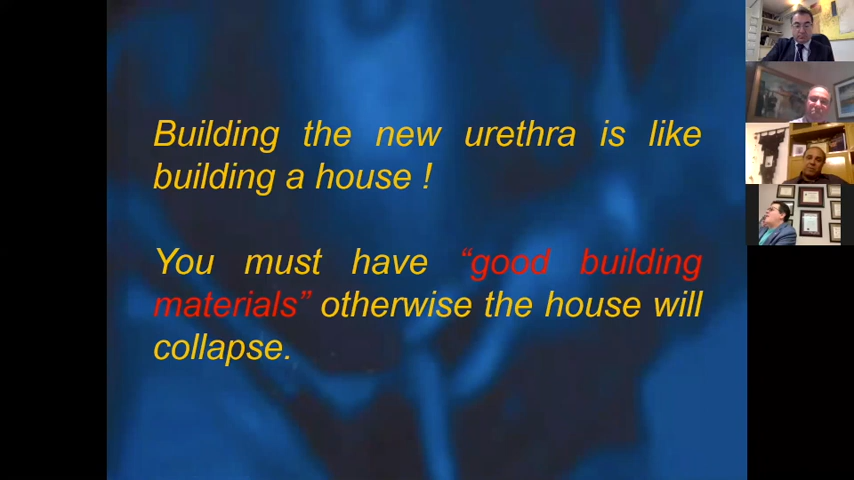 Building the new urethra is like
building a house !
You must have “good building
materials” otherwise the house will
collapse.